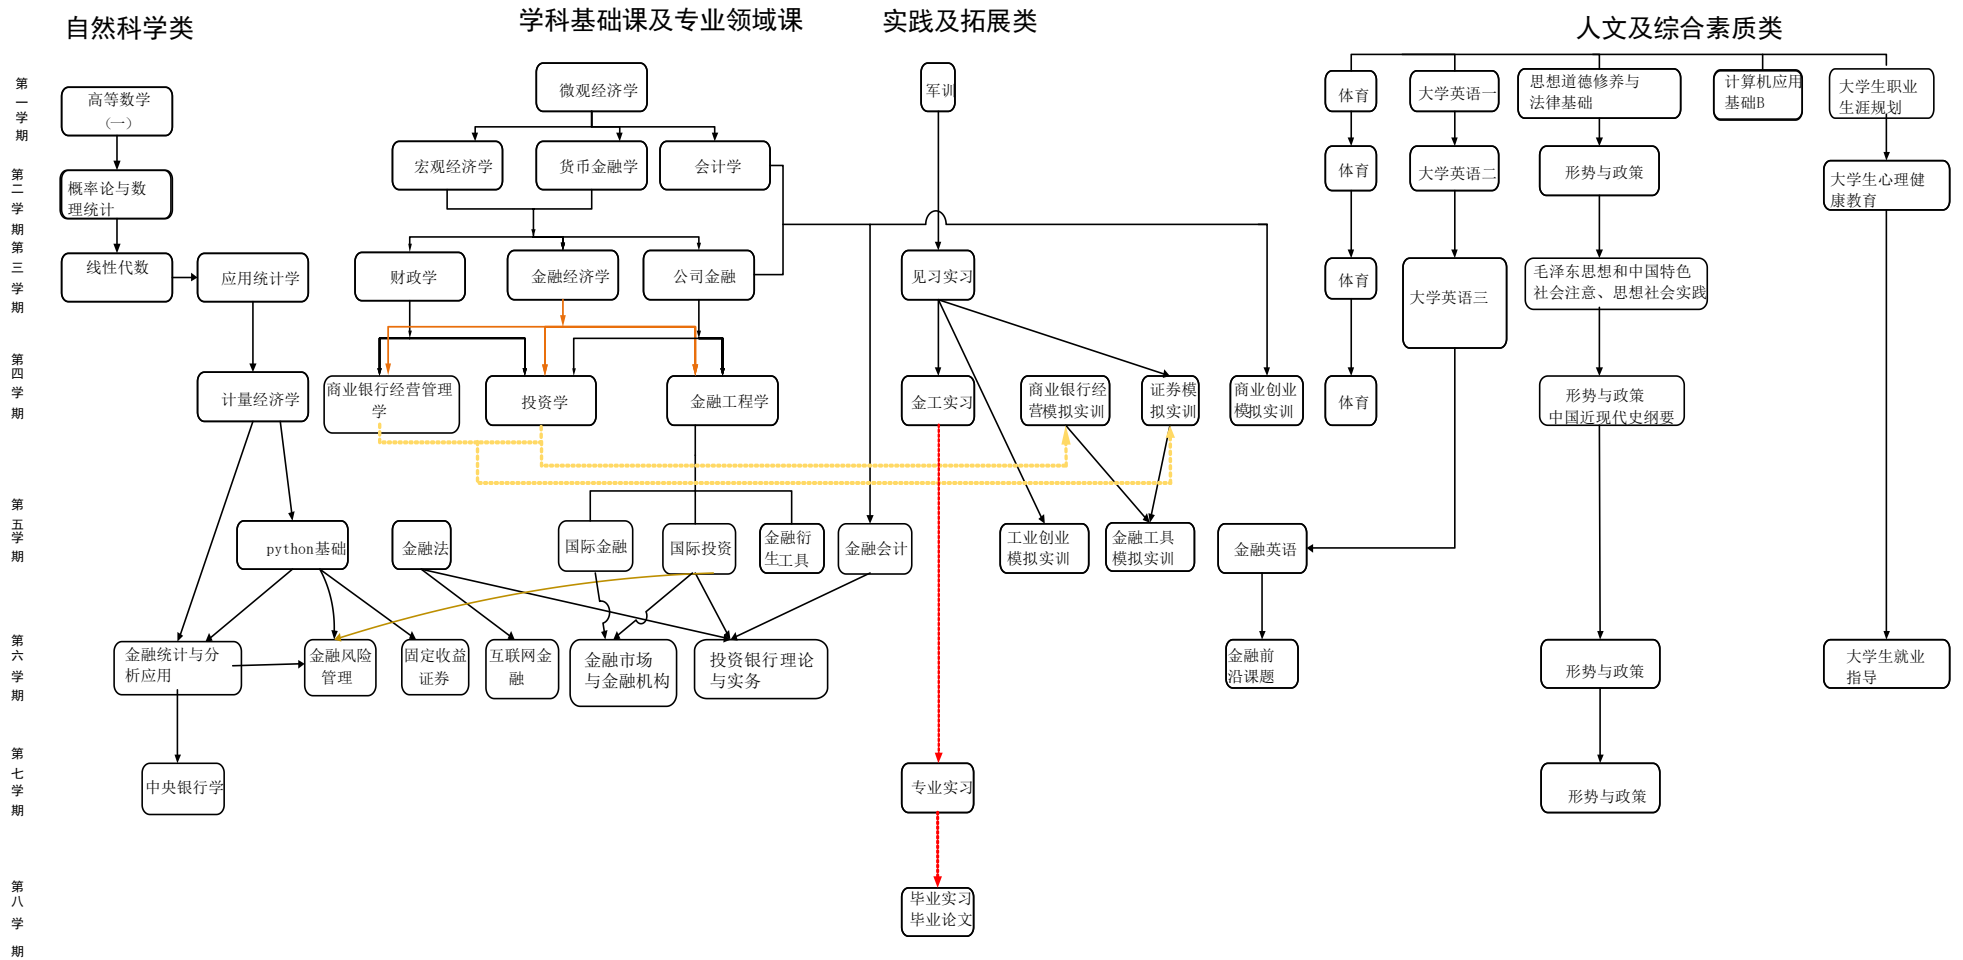 自然科学类
学科基础课及专业领域课
实践及拓展类
人文及综合素质类
第
一
学
期
高等数学
（一）
微观经济学
军训
体育
大学英语一
思想道德修养与
法律基础
计算机应用
基础B
大学生职业
生涯规划
第
二
学
期
概率论与数
理统计
宏观经济学
货币金融学
会计学
体育
大学英语二
形势与政策
大学生心理健
康教育
第
三
学
期
线性代数
应用统计学
财政学
金融经济学
公司金融
见习实习
体育
大学英语三
毛泽东思想和中国特色
社会注意、思想社会实践
第
四
学
期
计量经济学
商业银行经营管理
学
投资学
金融工程学
金工实习
商业银行经
营模拟实训
证券模
拟实训
商业创业
模拟实训
体育
形势与政策
中国近现代史纲要
第
五
学
期
python基础
金融法
国际金融
国际投资
金融衍
生工具
金融会计
工业创业
模拟实训
金融工具
模拟实训
金融英语
第
六
学
期
金融统计与分
析应用
金融风险
管理
固定收益
证券
互联网金
融
金融市场
与金融机构
投资银行理论
与实务
金融前
沿课题
形势与政策
大学生就业
指导
第
七
学
期
中央银行学
专业实习
形势与政策
第
八
学
期
毕业实习
毕业论文